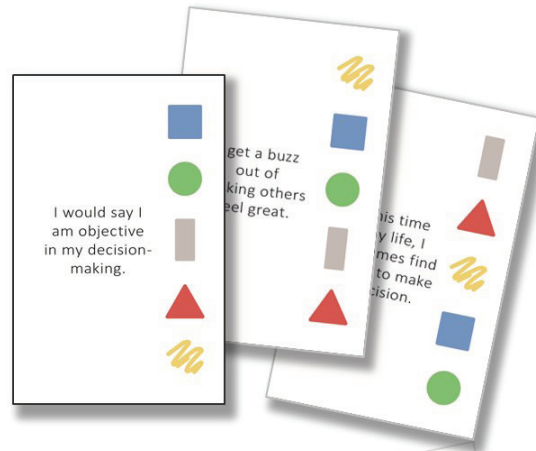 I would say I
am objective
in my decision-
making.
get a buzz
out of
king others
eel great.
his time
y life, I
mes find
to make
cision.